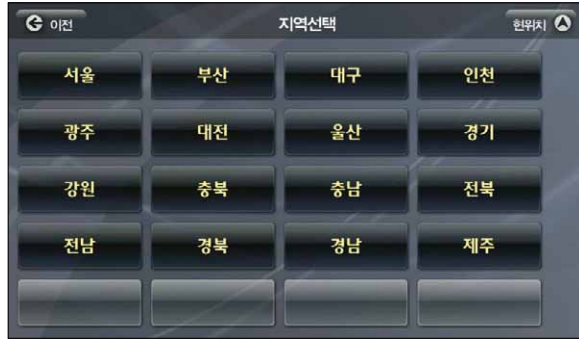 이전 지역선택 현위치
서울 부산 대구 인천
광주 대전 울산 경기
강원 충북 충남 전북
전남 경북 경남 제주